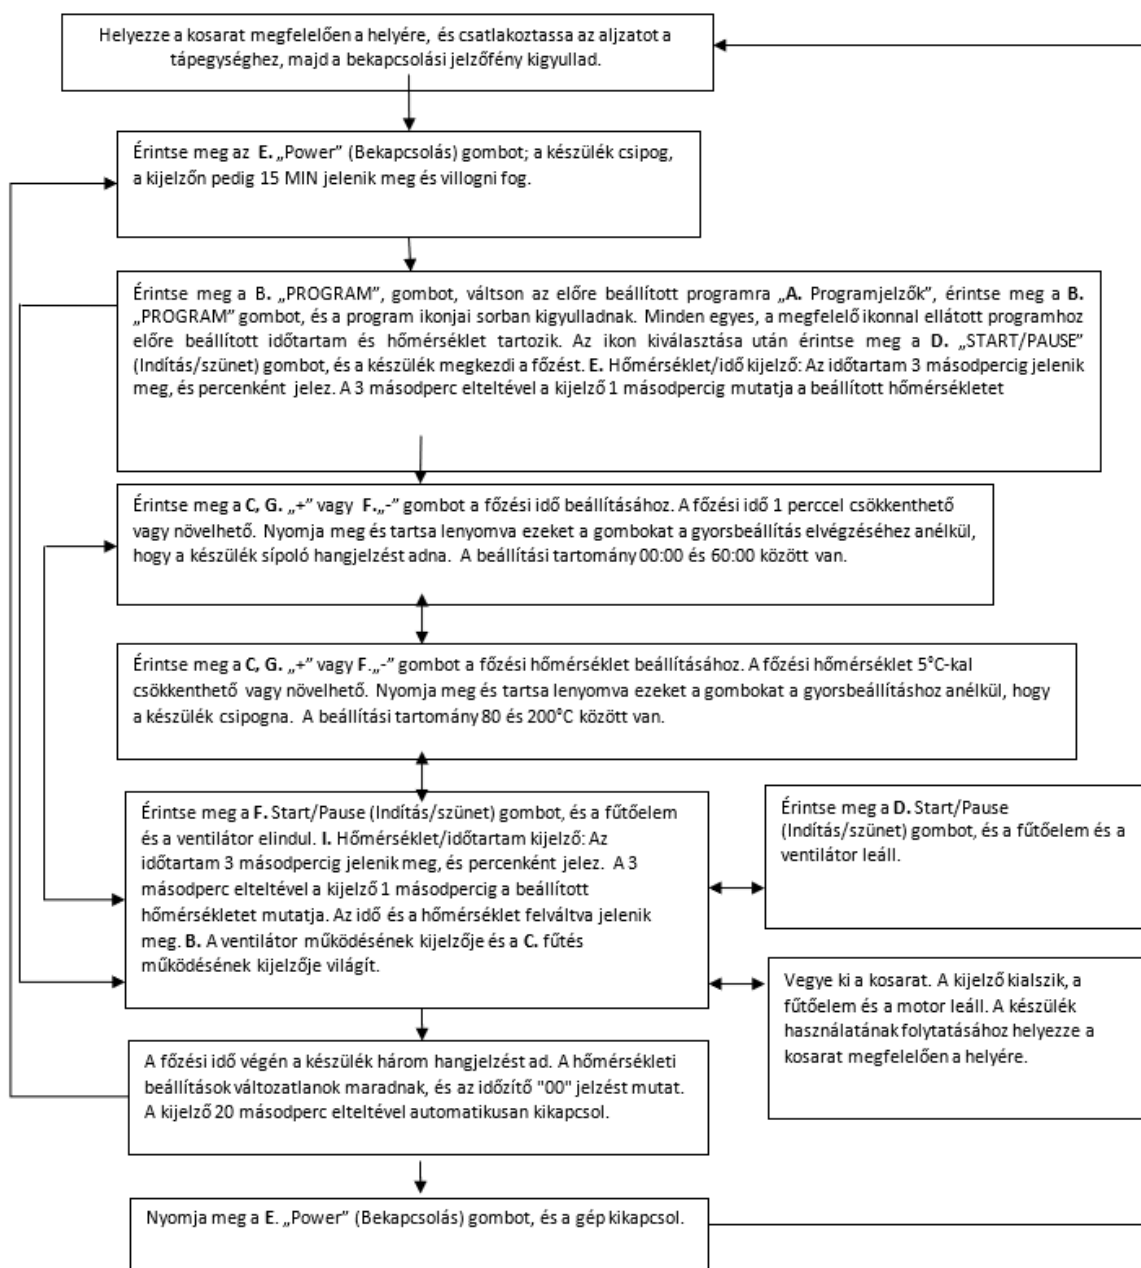 Helyezze a kosarat megfelelően a helyére, és csatlakoztassa az aljzatot a
tápegységhez, majd a bekapcsolási jelzőfény kigyullad.
Érintse meg az E. „Power” (Bekapcsolás) gombot; a készülék csipog,
a kijelzőn pedig 15 MIN jelenik meg és villogni fog.
Érintse meg a B. „PROGRAM”, gombot, váltson az előre beállított programra „A. Programjelzők”, érintse meg a B.
„PROGRAM” gombot, és a program ikonjai sorban kigyulladnak. Minden egyes, a megfelelő ikonnal ellátott programhoz
előre beállított időtartam és hőmérséklet tartozik. Az ikon kiválasztása után érintse meg a D. „START/PAUSE”
(Indítás/szünet) gombot, és a készülék megkezdi a főzést. E. Hőmérséklet/idő kijelző: Az időtartam 3 másodpercig jelenik
meg, és percenként jelez. A 3 másodperc elteltével a kijelző 1 másodpercig mutatja a beállított hőmérsékletet
Érintse meg a C, G. „+” vagy F.„-” gombot a főzési idő beállításához. A főzési idő 1 perccel csökkenthető
vagy növelhető. Nyomja meg és tartsa lenyomva ezeket a gombokat a gyorsbeállítás elvégzéséhez anélkül,
hogy a készülék sípoló hangjelzést adna. A beállítási tartomány 00:00 és 60:00 között van.
Érintse meg a C, G. „+” vagy F.„-” gombot a főzési hőmérséklet beállításához. A főzési hőmérséklet 5°C-kal
csökkenthető vagy növelhető. Nyomja meg és tartsa lenyomva ezeket a gombokat a gyorsbeállításhoz anélkül, hogy
a készülék csipogna. A beállítási tartomány 80 és 200°C között van.
Érintse meg a F. Start/Pause (Indítás/szünet) gombot, és a fűtőelem
és a ventilátor elindul. I. Hőmérséklet/időtartam kijelző: Az
időtartam 3 másodpercig jelenik meg, és percenként jelez. A 3
másodperc elteltével a kijelző 1 másodpercig a beállított
hőmérsékletet mutatja. Az idő és a hőmérséklet felváltva jelenik
meg. B. A ventilátor működésének kijelzője és a C. fűtés
működésének kijelzője világít.
Érintse meg a D. Start/Pause
(Indítás/szünet) gombot, és a fűtőelem és a
ventilátor leáll.
Vegye ki a kosarat. A kijelző kialszik, a
fűtőelem és a motor leáll. A készülék
használatának folytatásához helyezze a
kosarat megfelelően a helyére.
A főzési idő végén a készülék három hangjelzést ad. A hőmérsékleti
beállítások változatlanok maradnak, és az időzítő "00" jelzést mutat.
A kijelző 20 másodperc elteltével automatikusan kikapcsol.
Nyomja meg a E. „Power” (Bekapcsolás) gombot, és a gép kikapcsol.